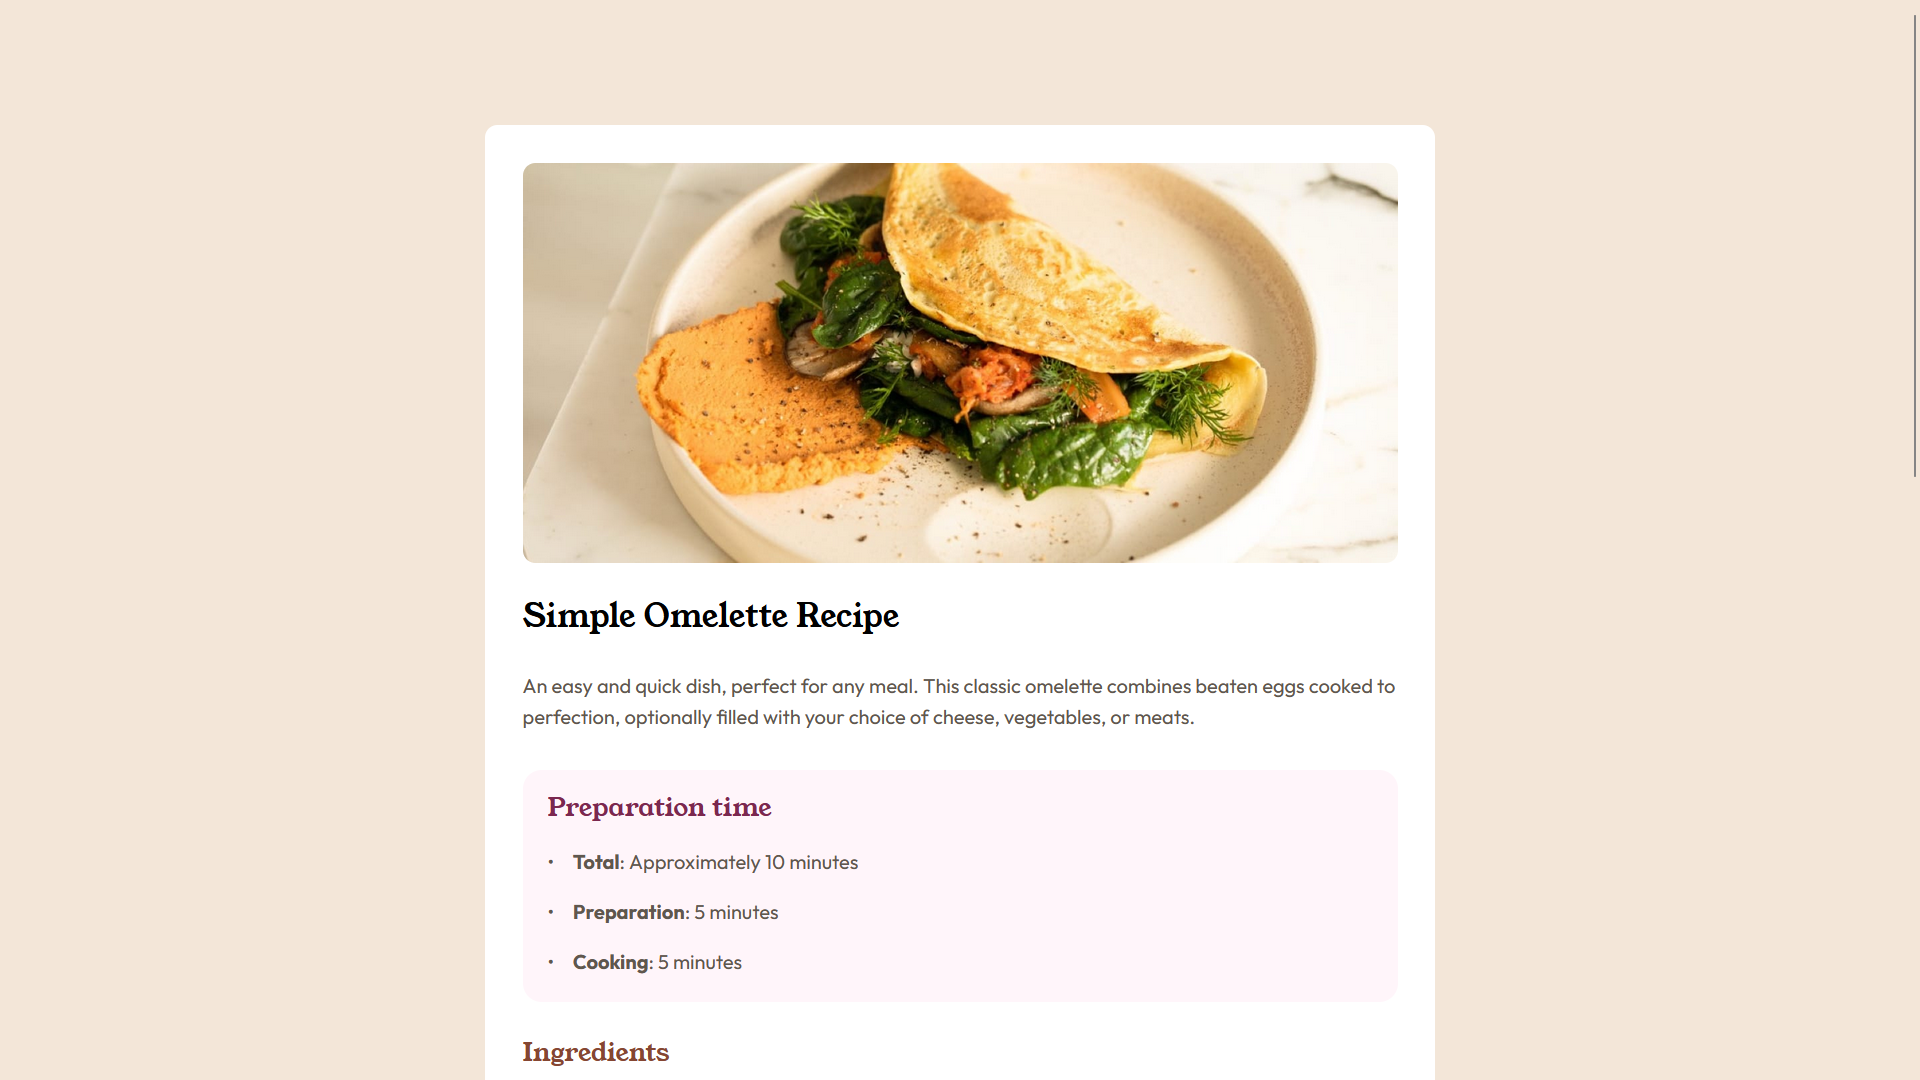 Simple Omelette Recipe
An easy and quick dish, perfect for any meal. This classic omelette combines beaten eggs cooked to
perfection, optionally filled with your choice of cheese, vegetables, or meats.
Preparation time
• Total: Approximately 10 minutes
• Preparation: 5 minutes
• Cooking: 5 minutes
Ingredients